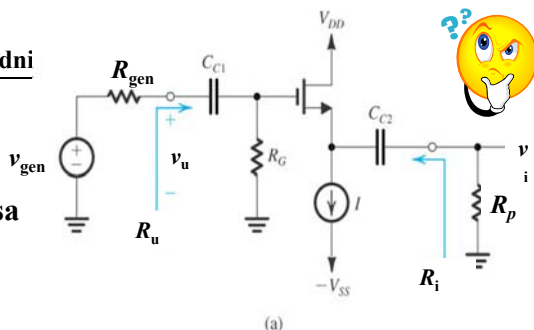 dni
V_DD
R_gen
C_C1
??
?
C_C2
+
v_gen
+
−
v_u
R_G
v_i
−
sa
R_u
I
R_p
−V_SS
R_i
(a)